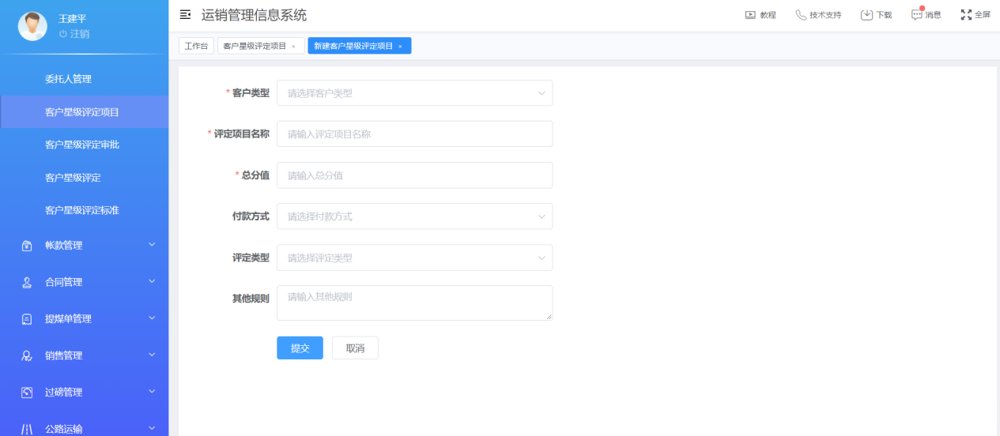 王建平
注销
运销管理信息系统
教程
技术支持
下载
消息
全屏
工作台
客户星级评定项目 ×
新建客户星级评定项目 ×
委托人管理
客户星级评定项目
客户星级评定审批
客户星级评定
客户星级评定标准
帐款管理
合同管理
提煤单管理
销售管理
过磅管理
公路运输
* 客户类型 请选择客户类型
* 评定项目名称 请输入评定项目名称
* 总分值 请输入总分值
付款方式 请选择付款方式
评定类型 请选择评定类型
其他规则 请输入其他规则
提交
取消